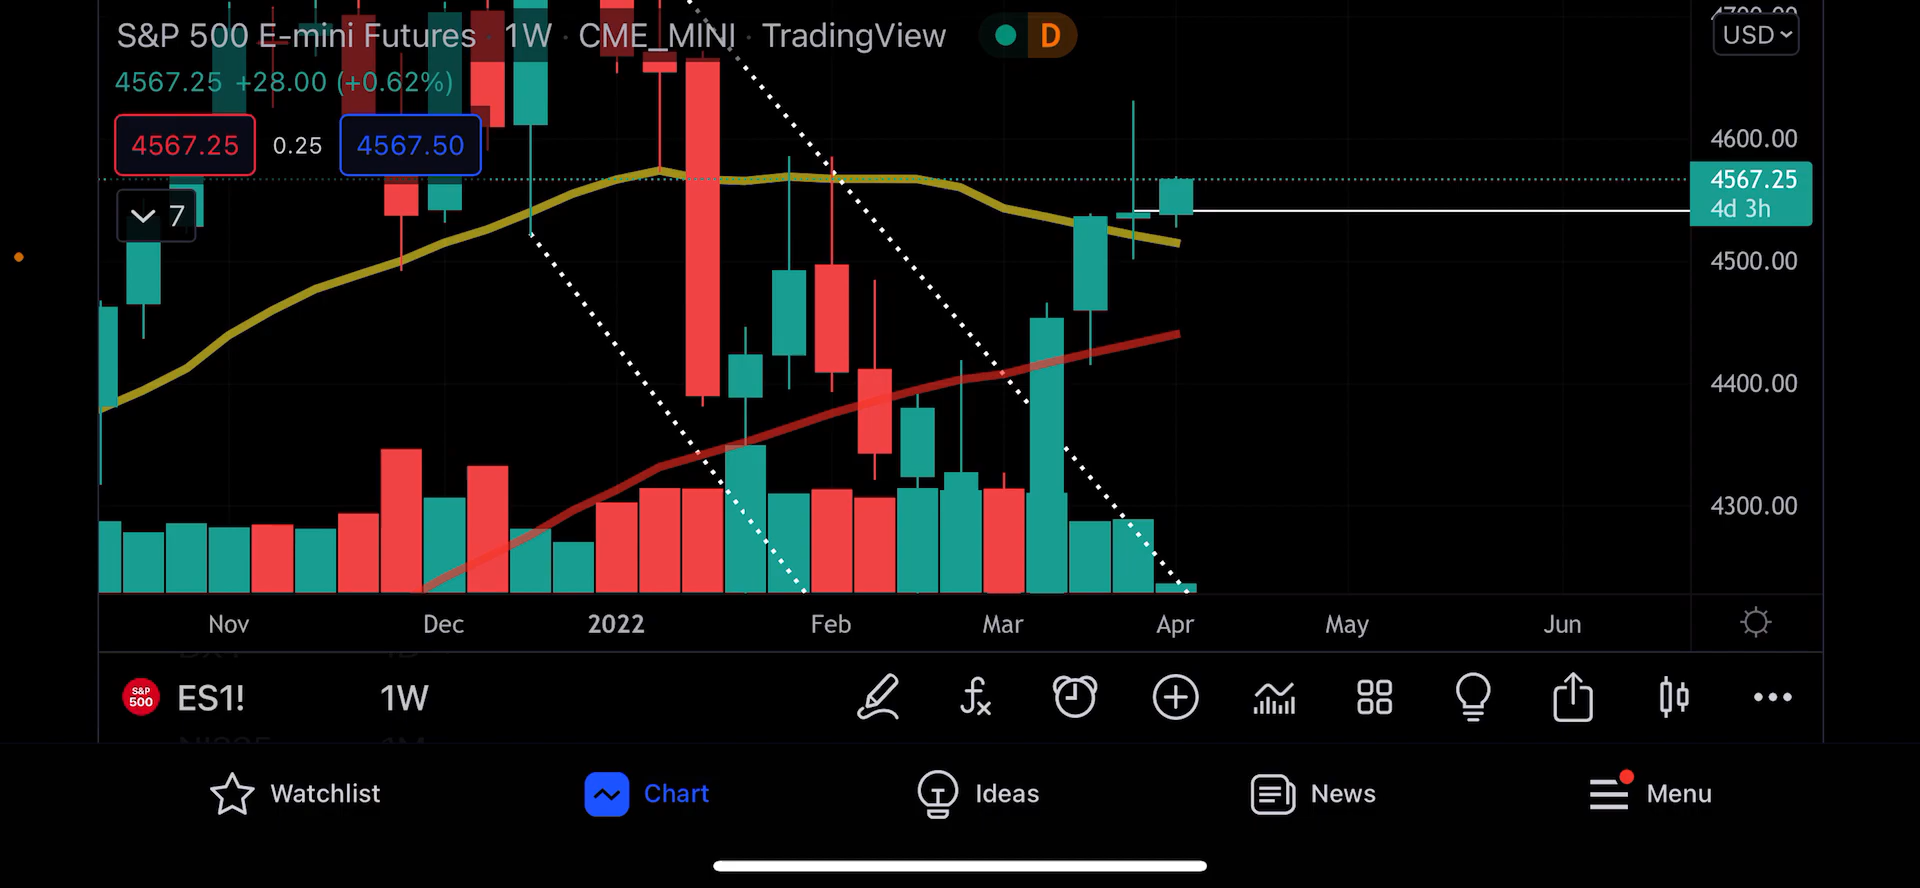 S&P 500 E-mini Futures · 1W · CME_MINI · TradingView D
USD
4567.25 +28.00 (+0.62%)
4567.25 0.25 4567.50
7
4600.00
4567.25
4d 3h
4500.00
4400.00
4300.00
Nov Dec 2022 Feb Mar Apr May Jun
S&P 500 ES1! 1W
Watchlist Chart Ideas News Menu